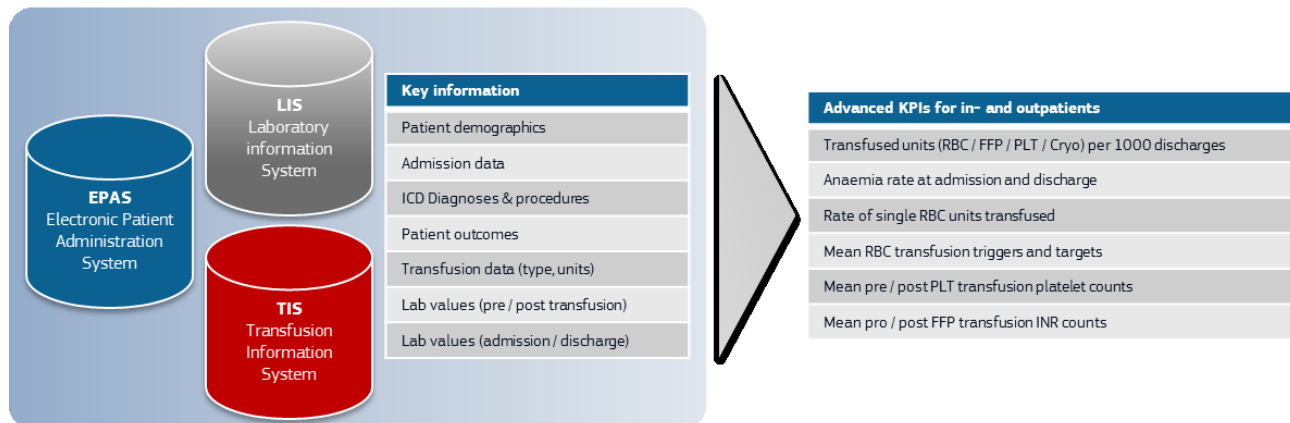 EPAS
Electronic Patient
Administration
System
LIS
Laboratory
information
System
TIS
Transfusion
Information
System
Key information
Patient demographics
Admission data
ICD Diagnoses & procedures
Patient outcomes
Transfusion data (type, units)
Lab values (pre / post transfusion)
Lab values (admission / discharge)
Advanced KPIs for in- and outpatients
Transfused units (RBC / FFP / PLT / Cryo) per 1000 discharges
Anaemia rate at admission and discharge
Rate of single RBC units transfused
Mean RBC transfusion triggers and targets
Mean pre / post PLT transfusion platelet counts
Mean pro / post FFP transfusion INR counts